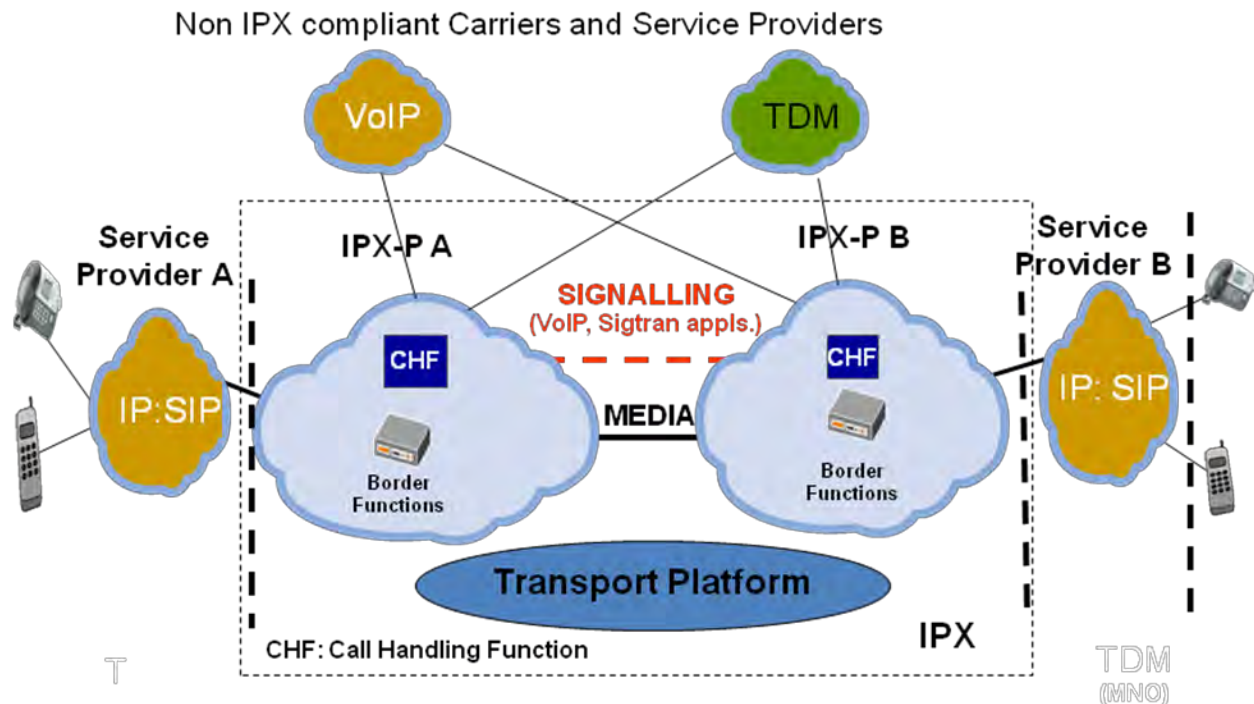 Non IPX compliant Carriers and Service Providers
VoIP
TDM
IPX-P A
IPX-P B
Service
Provider A
Service
Provider B
SIGNALLING
(VoIP, Sigtran appls.)
CHF
CHF
IP:SIP
MEDIA
IP: SIP
Border
Functions
Border
Functions
Transport Platform
IPX
CHF: Call Handling Function
T
TDM
(MNO)